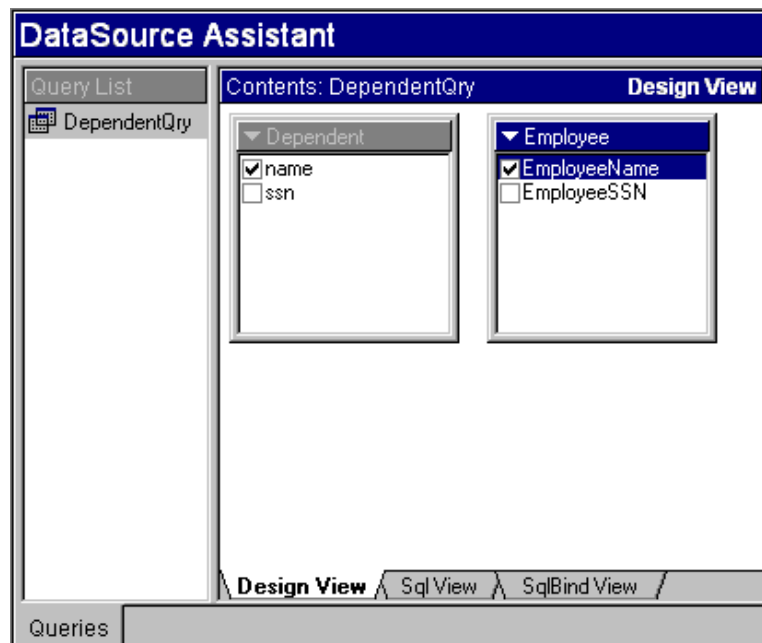 DataSource Assistant
Query List
DependentQry
Contents: DependentQry Design View
Dependent
name
ssn
Employee
EmployeeName
EmployeeSSN
Design View Sql View SqlBind View
Queries